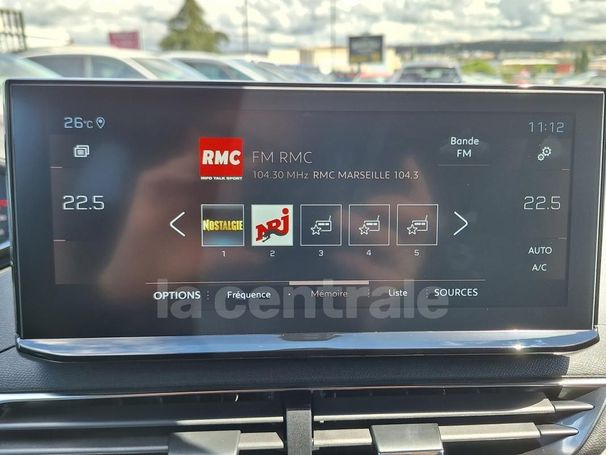 26°C
11:12
RMC
INFO TALK SPORT
FM RMC
104.30 MHz RMC MARSEILLE 104.3
Bande
FM
22.5
22.5
NOSTALGIE
NRJ
1 2 3 4 5
AUTO
A/C
OPTIONS Fréquence Mémoire Liste SOURCES
la centrale